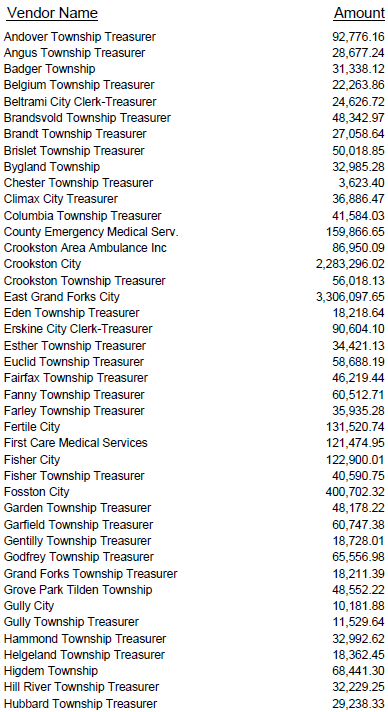 Vendor Name Amount
Andover Township Treasurer 92,776.16
Angus Township Treasurer 28,677.24
Badger Township 31,338.12
Belgium Township Treasurer 22,263.86
Beltrami City Clerk-Treasurer 24,626.72
Brandsvold Township Treasurer 48,342.97
Brandt Township Treasurer 27,058.64
Brislet Township Treasurer 50,018.85
Bygland Township 32,985.28
Chester Township Treasurer 3,623.40
Climax City Treasurer 36,886.47
Columbia Township Treasurer 41,584.03
County Emergency Medical Serv. 159,866.65
Crookston Area Ambulance Inc 86,950.09
Crookston City 2,283,296.02
Crookston Township Treasurer 56,018.13
East Grand Forks City 3,306,097.65
Eden Township Treasurer 18,218.64
Erskine City Clerk-Treasurer 90,604.10
Esther Township Treasurer 34,421.13
Euclid Township Treasurer 58,688.19
Fairfax Township Treasurer 46,219.44
Fanny Township Treasurer 60,512.71
Farley Township Treasurer 35,935.28
Fertile City 131,520.74
First Care Medical Services 121,474.95
Fisher City 122,900.01
Fisher Township Treasurer 40,590.75
Fosston City 400,702.32
Garden Township Treasurer 48,178.22
Garfield Township Treasurer 60,747.38
Gentilly Township Treasurer 18,728.01
Godfrey Township Treasurer 65,556.98
Grand Forks Township Treasurer 18,211.39
Grove Park Tilden Township 48,552.22
Gully City 10,181.88
Gully Township Treasurer 11,529.64
Hammond Township Treasurer 32,992.62
Helgeland Township Treasurer 18,362.45
Higdem Township 68,441.30
Hill River Township Treasurer 32,229.25
Hubbard Township Treasurer 29,238.33